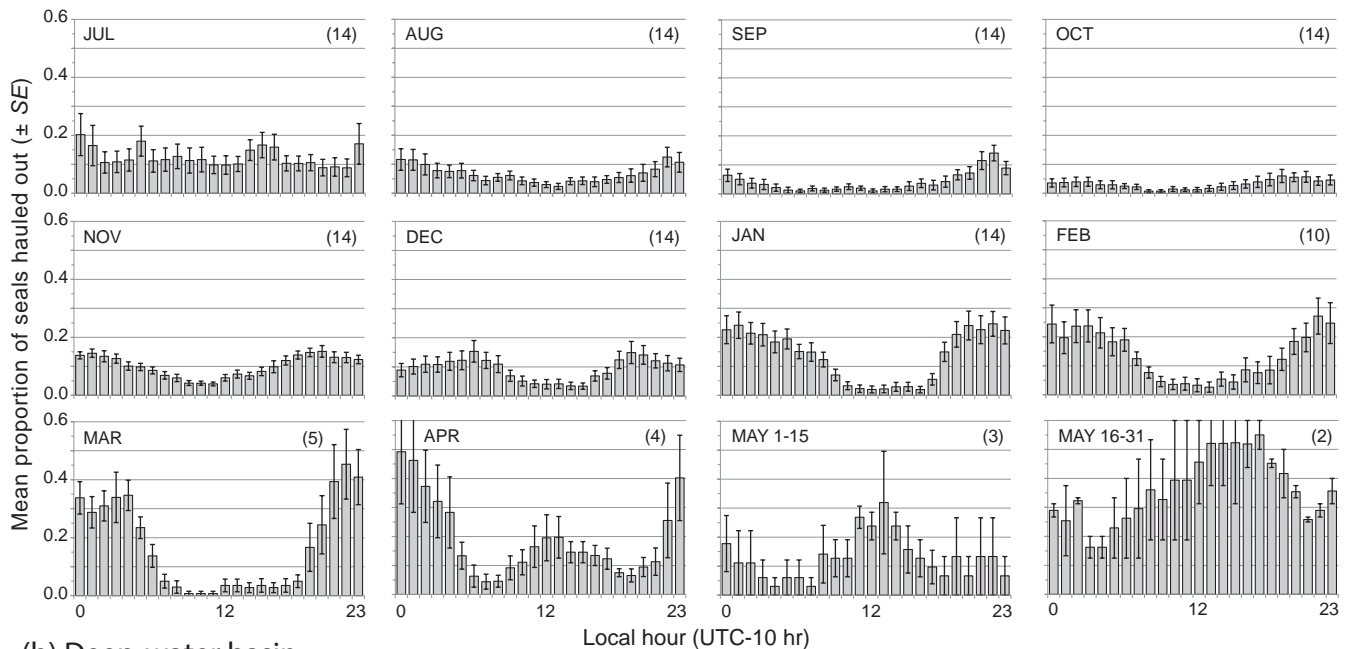 Mean proportion of seals hauled out (± SE)
0.6
0.4
0.2
0.0
JUL (14)
AUG (14)
SEP (14)
OCT (14)
0.6
0.4
0.2
0.0
NOV (14)
DEC (14)
JAN (14)
FEB (10)
0.6
0.4
0.2
0.0
MAR (5)
APR (4)
MAY 1-15 (3)
MAY 16-31 (2)
0 12 23
0 12 23
0 12 23
0 12 23
Local hour (UTC-10 hr)
(b) Deep-water basin